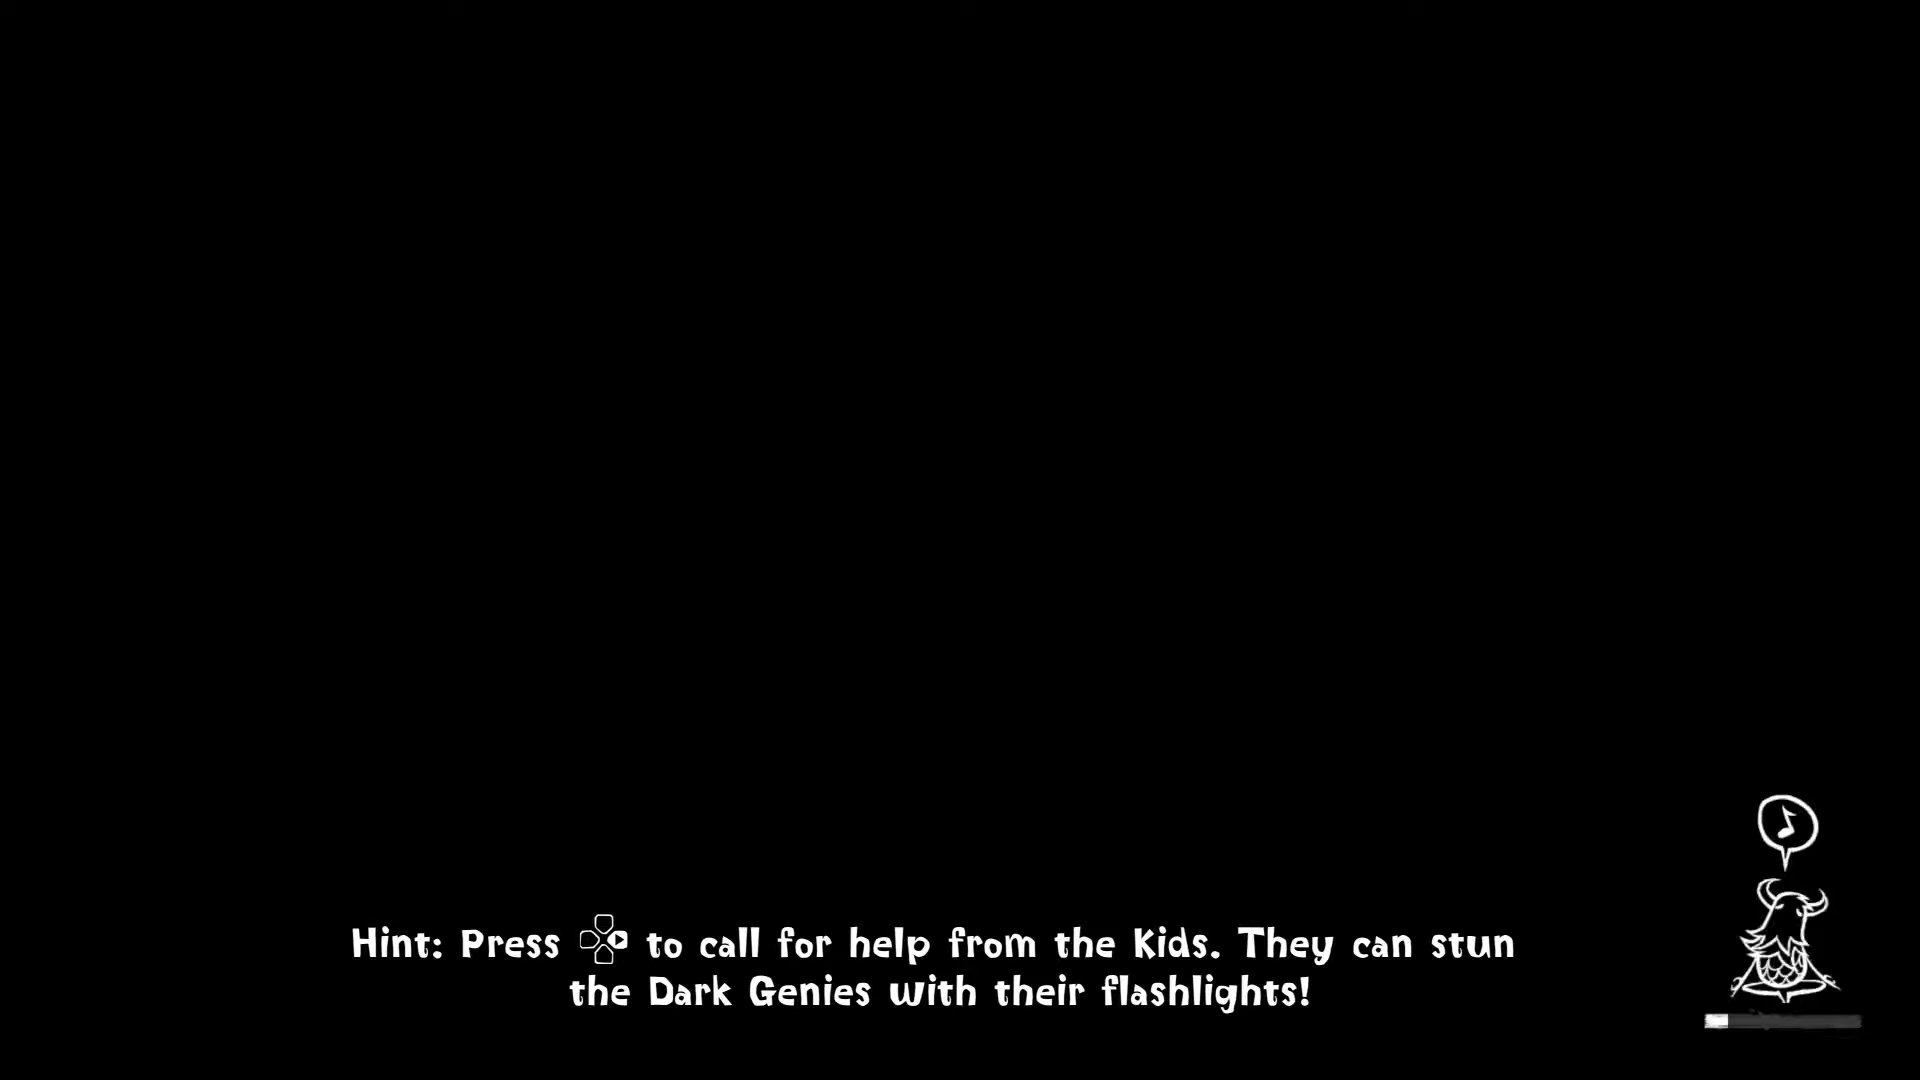 Hint: Press to call for help from the Kids. They can stun
the Dark Genies with their flashlights!